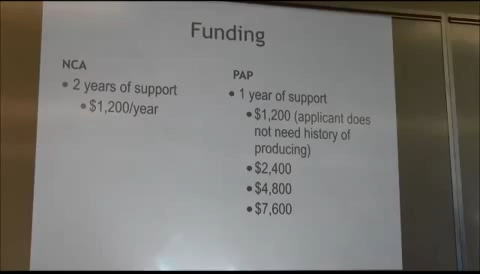 Funding
NCA
• 2 years of support
• $1,200/year
PAP
• 1 year of support
• $1,200 (applicant does
not need history of
producing)
• $2,400
• $4,800
• $7,600